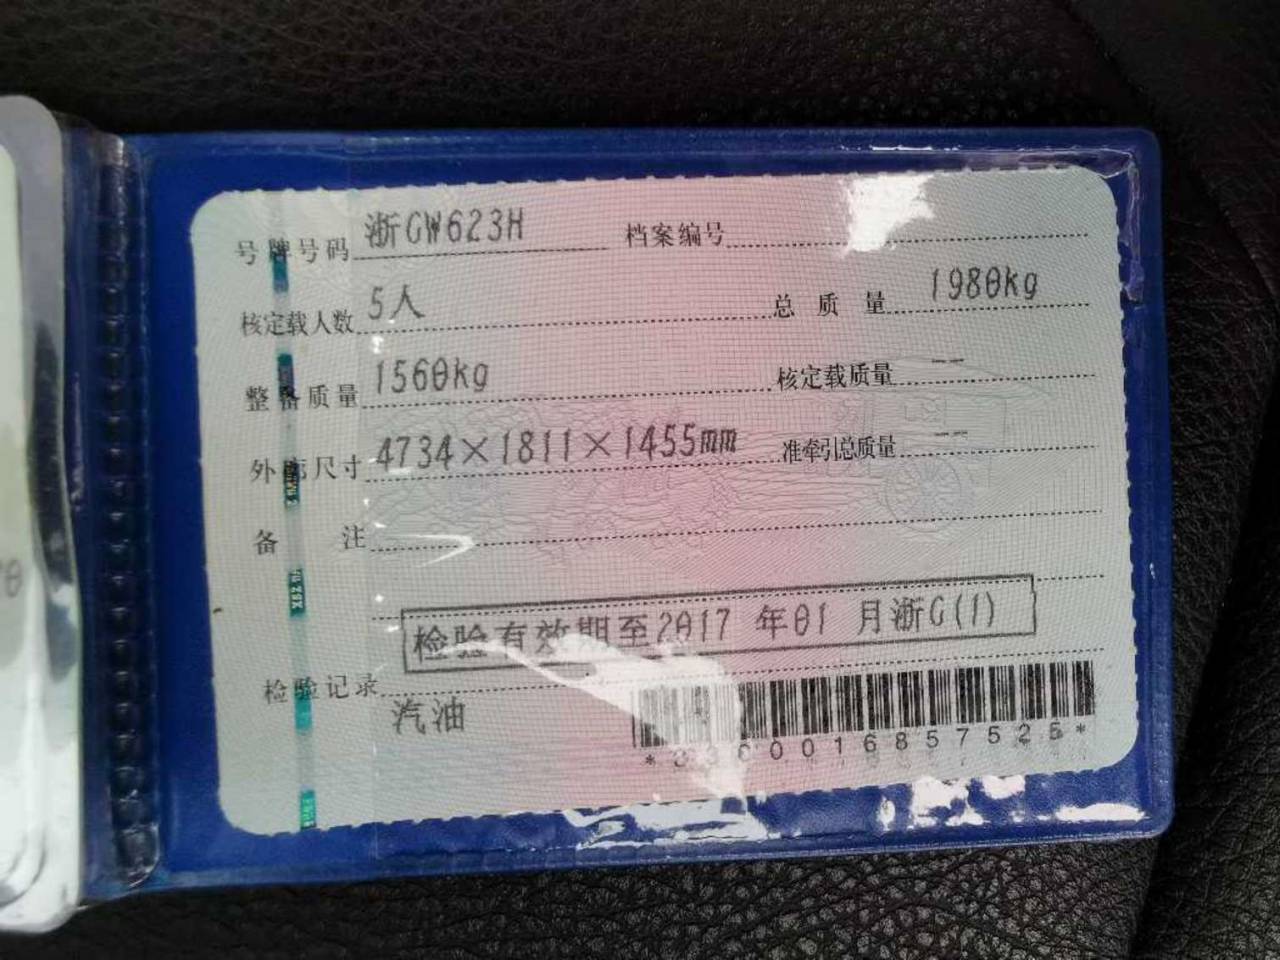 号牌号码 浙GW623H 档案编号
核定载人数 5人 总质量 1980kg
整备质量 1560kg 核定载质量 --
外廓尺寸 4734×1811×1455mm 准牵引总质量 --
备注
检验有效期至2017年01月浙G(1)
检验记录
汽油